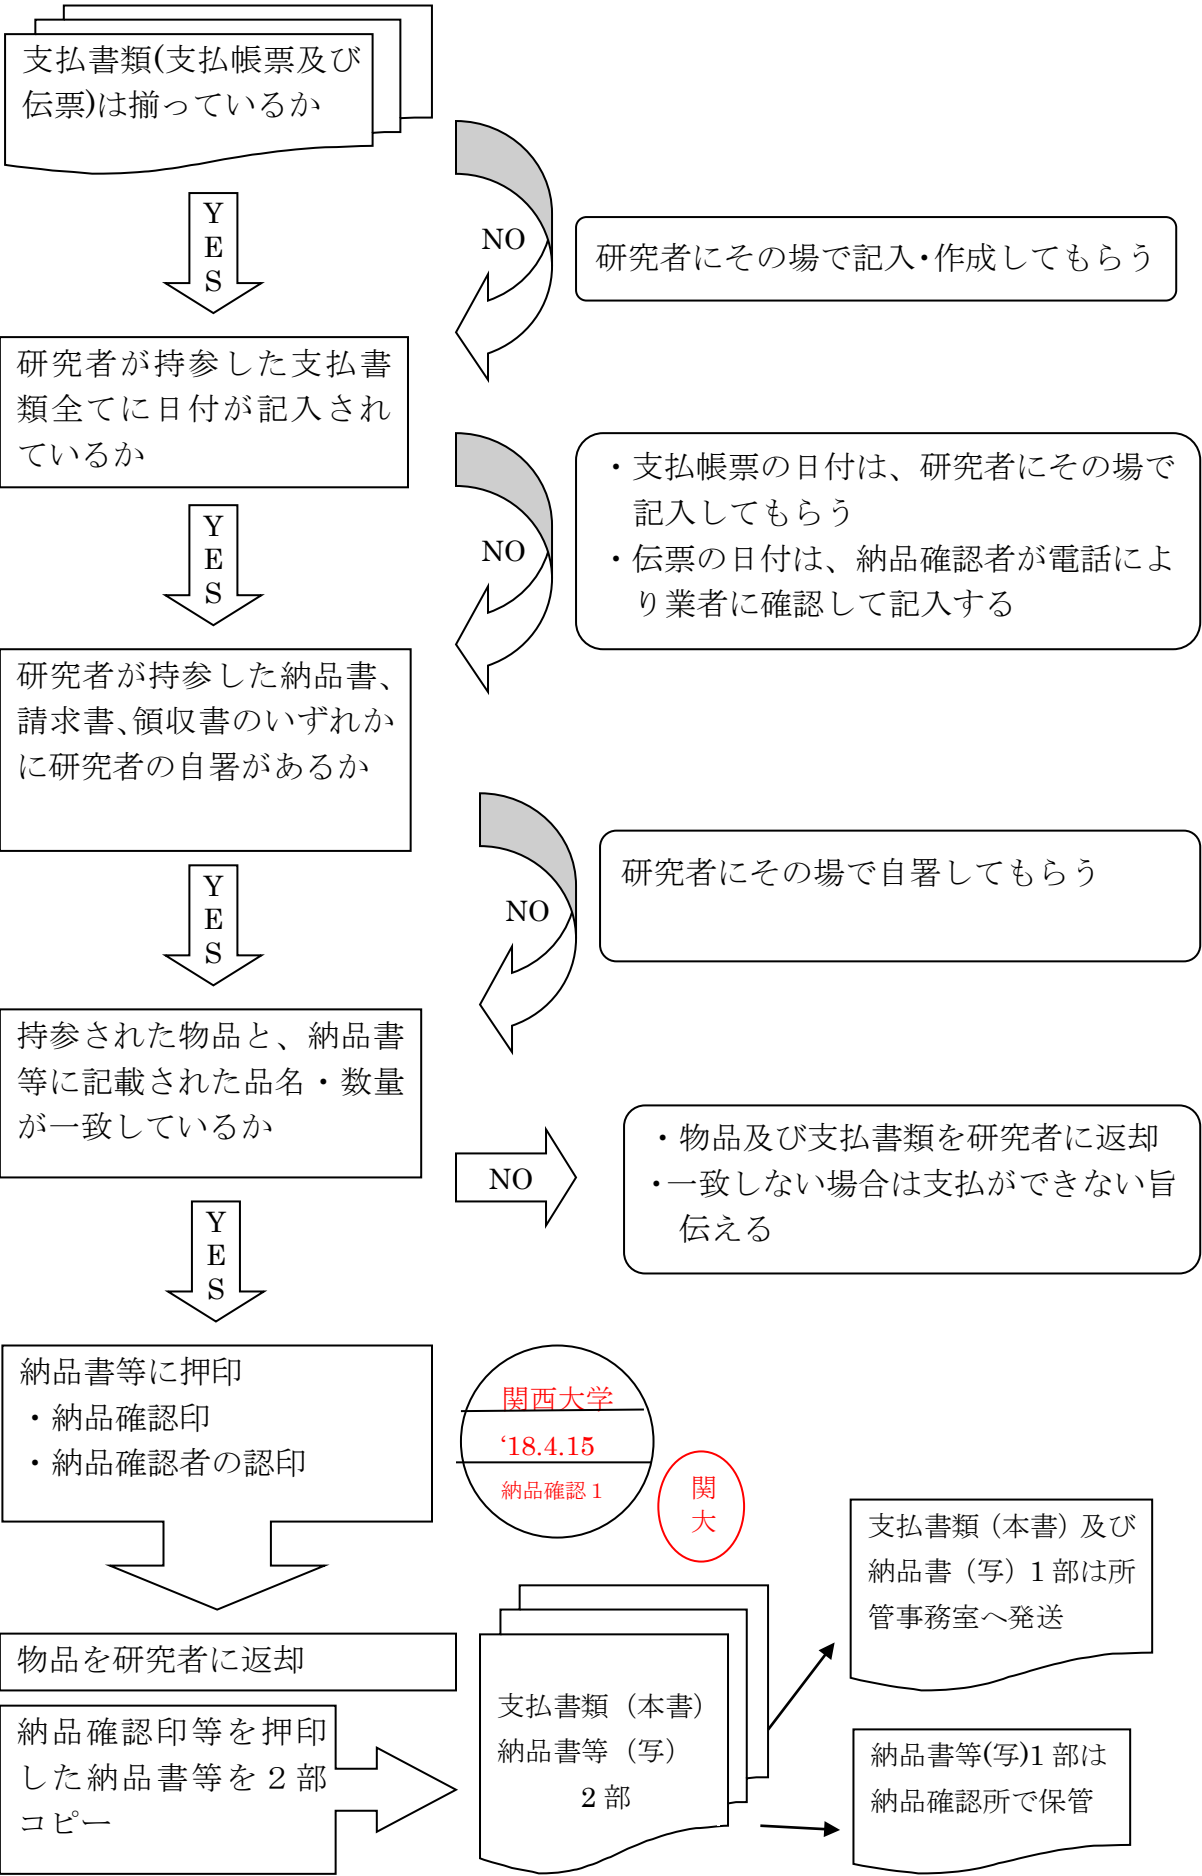 支払書類(支払帳票及び
伝票)は揃っているか
YES
NO
研究者にその場で記入・作成してもらう
研究者が持参した支払書
類全てに日付が記入され
ているか
YES
NO
・支払帳票の日付は、研究者にその場で
記入してもらう
・伝票の日付は、納品確認者が電話によ
り業者に確認して記入する
研究者が持参した納品書、
請求書、領収書のいずれか
に研究者の自署があるか
YES
NO
研究者にその場で自署してもらう
持参された物品と、納品書
等に記載された品名・数量
が一致しているか
YES
NO
・物品及び支払書類を研究者に返却
・一致しない場合は支払ができない旨
伝える
納品書等に押印
・納品確認印
・納品確認者の認印
関西大学
‘18.4.15
納品確認１
関
大
物品を研究者に返却
納品確認印等を押印
した納品書等を２部
コピー
支払書類（本書）
納品書等（写）
２部
支払書類（本書）及び
納品書（写）１部は所
管事務室へ発送
納品書等(写)1 部は
納品確認所で保管